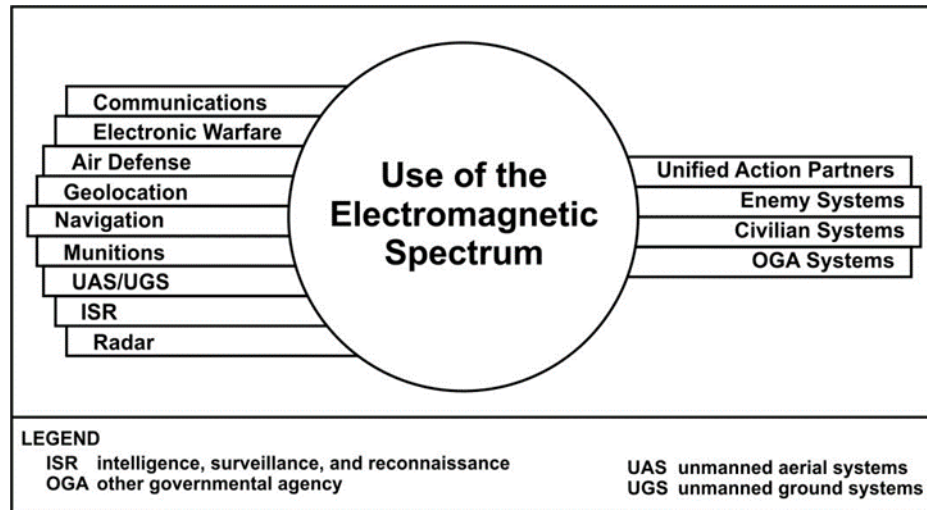 Communications
Electronic Warfare
Air Defense
Geolocation
Navigation
Munitions
UAS/UGS
ISR
Radar
Use of the
Electromagnetic
Spectrum
Unified Action Partners
Enemy Systems
Civilian Systems
OGA Systems
LEGEND
ISR intelligence, surveillance, and reconnaissance
OGA other governmental agency
UAS unmanned aerial systems
UGS unmanned ground systems